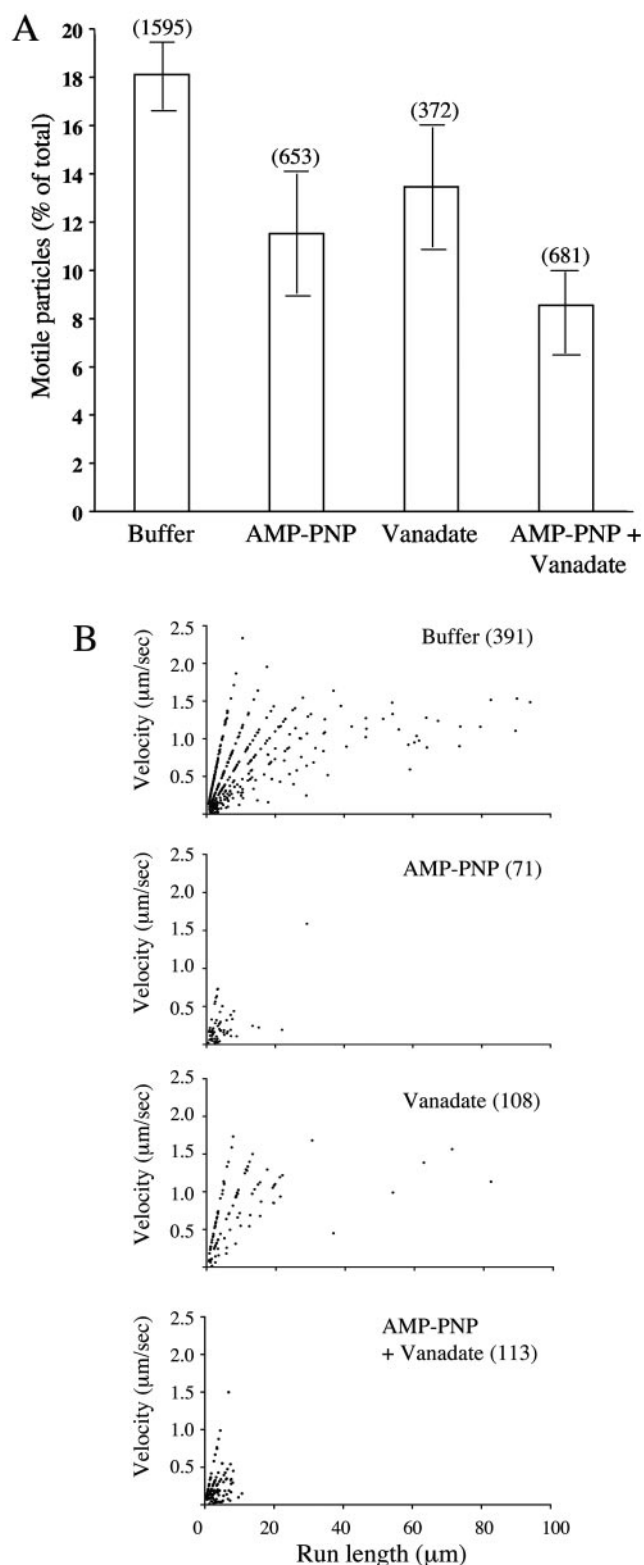 A
20
18
16
14
12
10
8
6
4
2
0
Motile particles (% of total)
(1595)
(653)
(372)
(681)
Buffer
AMP-PNP
Vanadate
AMP-PNP +
Vanadate
B
2.5
2.0
1.5
1.0
0.5
Velocity (μm/sec)
Buffer (391)
2.5
2.0
1.5
1.0
0.5
Velocity (μm/sec)
AMP-PNP (71)
2.5
2.0
1.5
1.0
0.5
Velocity (μm/sec)
Vanadate (108)
2.5
2.0
1.5
1.0
0.5
Velocity (μm/sec)
AMP-PNP
+ Vanadate (113)
0 20 40 60 80 100
Run length (μm)